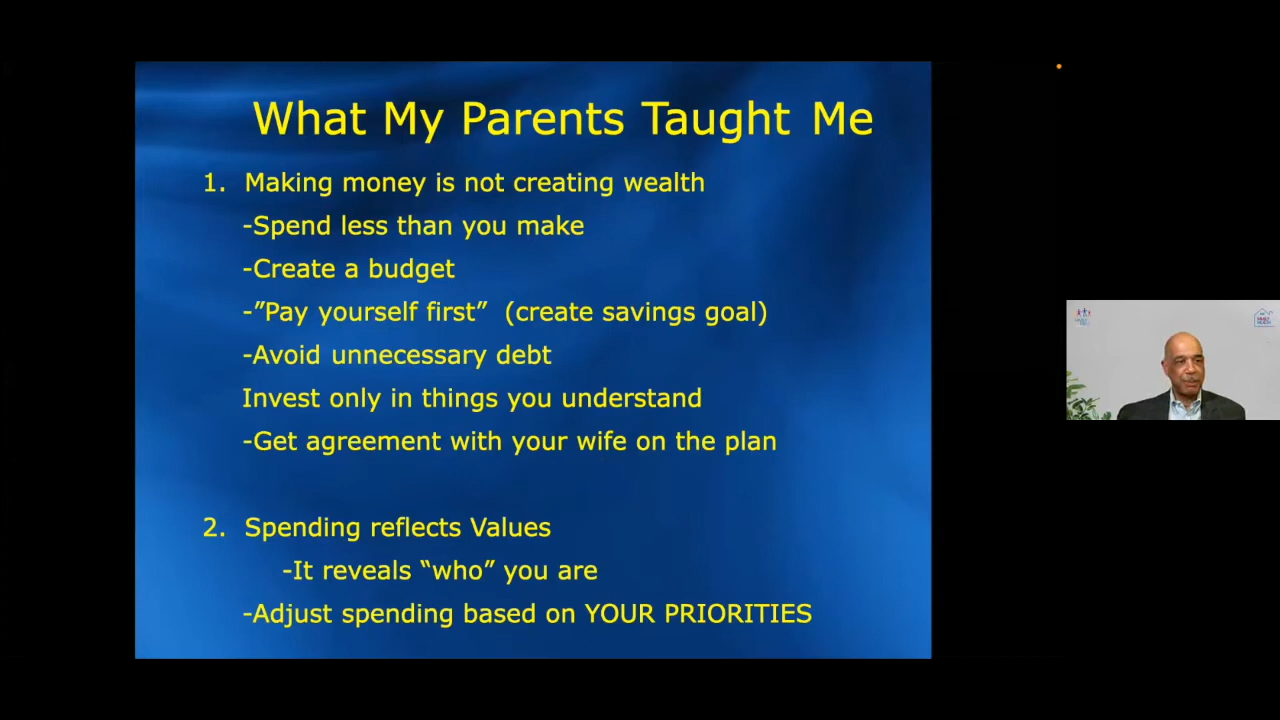 What My Parents Taught Me
1. Making money is not creating wealth
-Spend less than you make
-Create a budget
-”Pay yourself first” (create savings goal)
-Avoid unnecessary debt
Invest only in things you understand
-Get agreement with your wife on the plan
2. Spending reflects Values
-It reveals “who” you are
-Adjust spending based on YOUR PRIORITIES